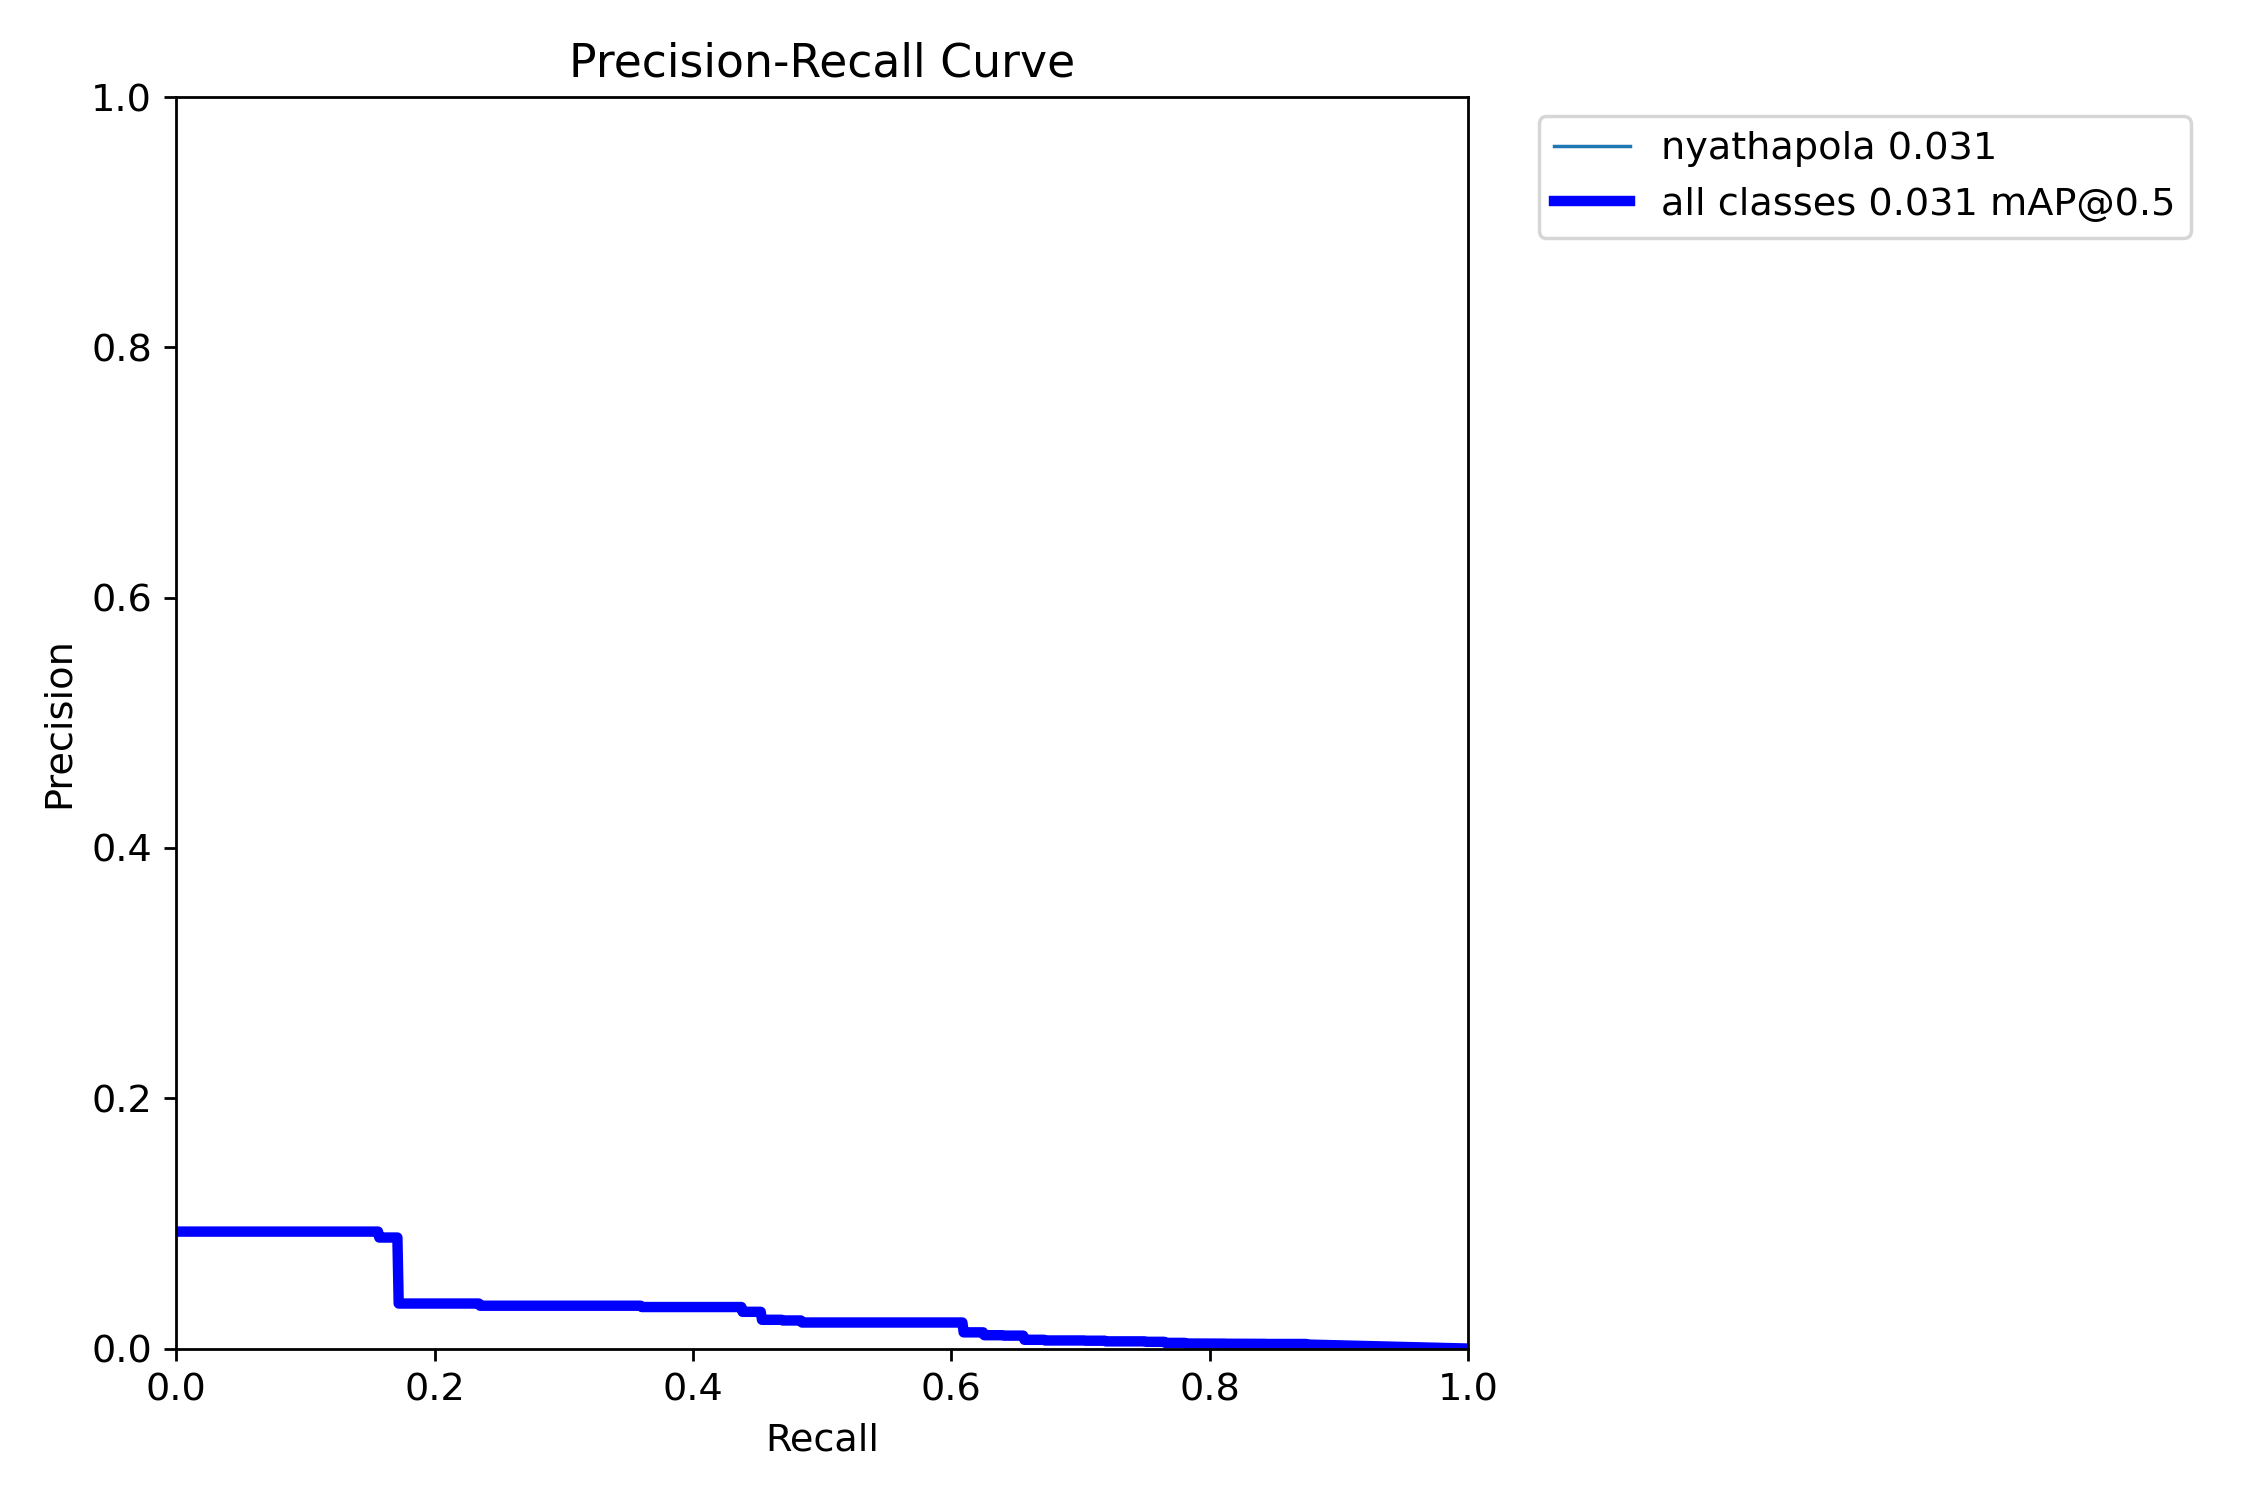 Precision-Recall Curve
1.0
0.8
0.6
0.4
0.2
0.0
Precision
0.0 0.2 0.4 0.6 0.8 1.0
Recall
nyathapola 0.031
all classes 0.031 mAP@0.5